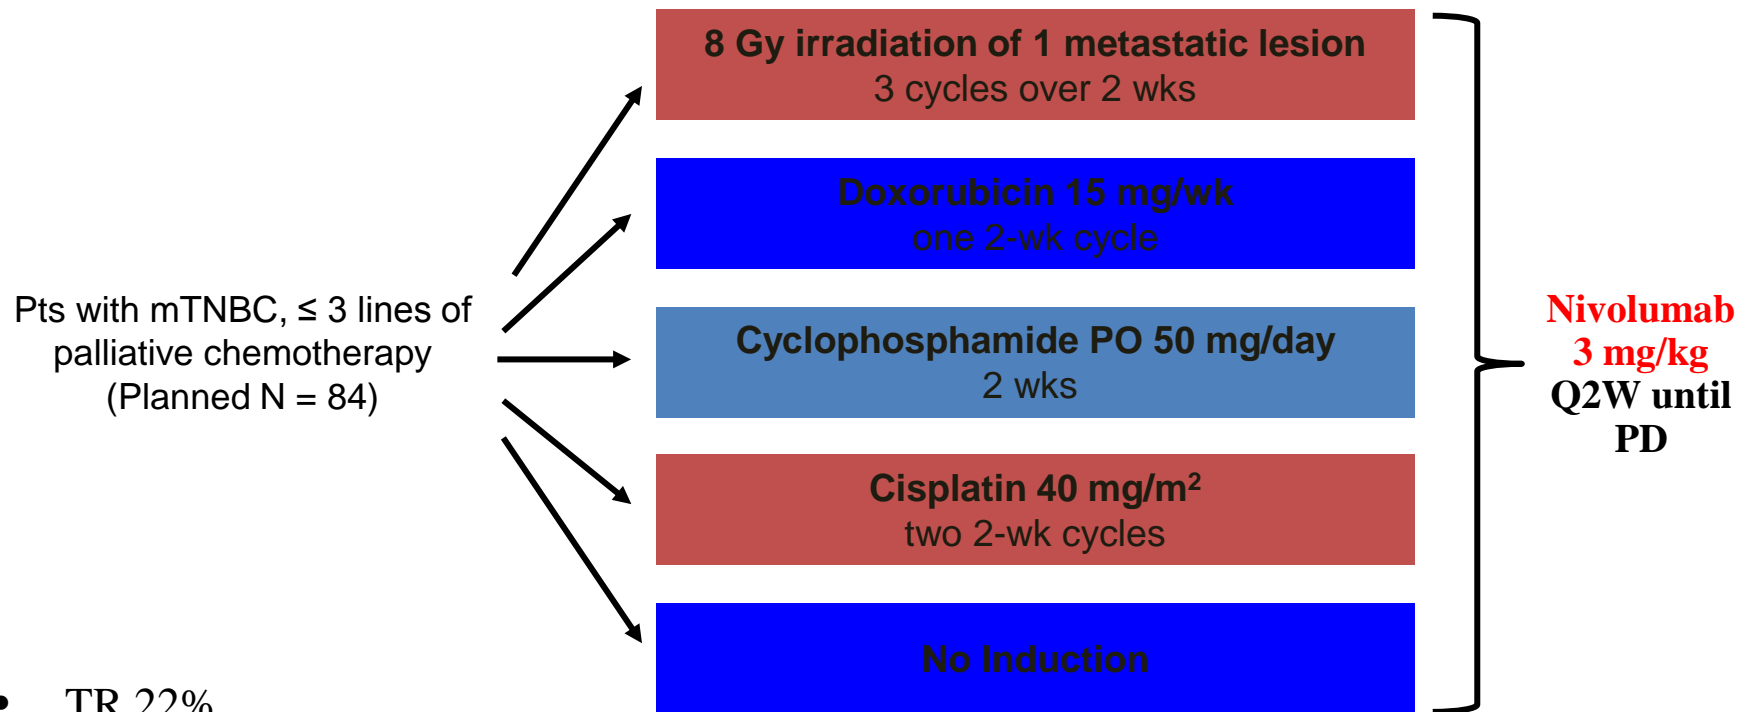 8 Gy irradiation of 1 metastatic lesion
3 cycles over 2 wks
Doxorubicin 15 mg/wk
one 2-wk cycle
Pts with mTNBC, ≤ 3 lines of
palliative chemotherapy
(Planned N = 84)
Cyclophosphamide PO 50 mg/day
2 wks
Nivolumab
3 mg/kg
Q2W until
PD
Cisplatin 40 mg/m²
two 2-wk cycles
No Induction
• TR 22%